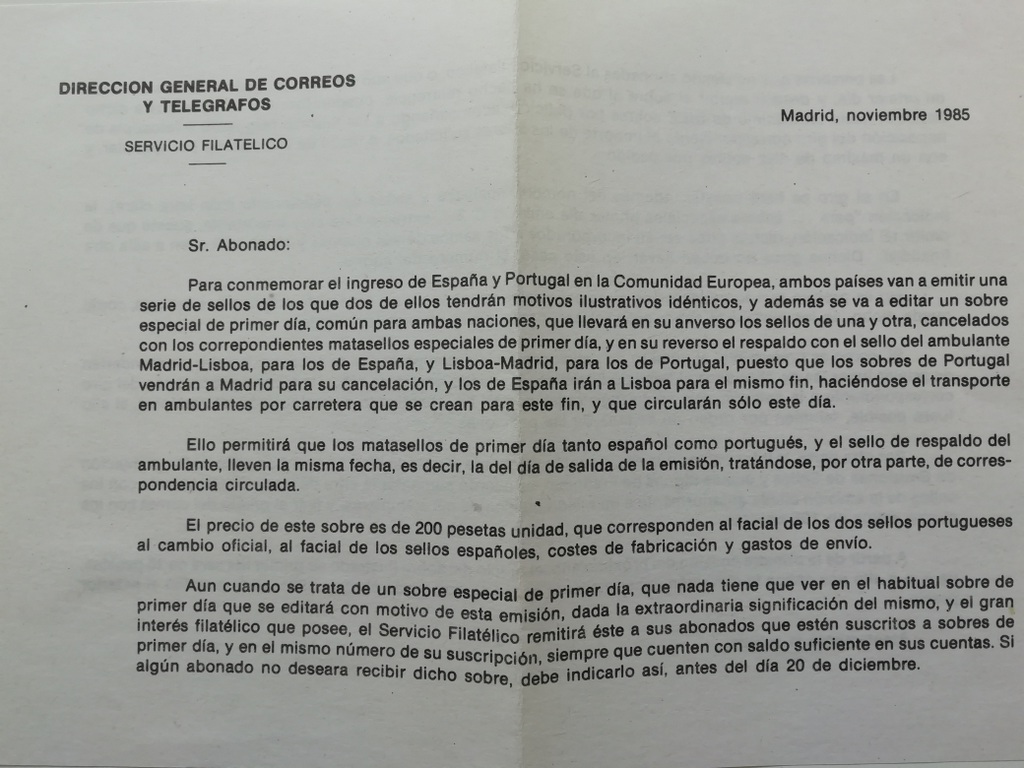 DIRECCION GENERAL DE CORREOS
Y TELEGRAFOS
SERVICIO FILATELICO
Madrid, noviembre 1985
Sr. Abonado:
Para conmemorar el ingreso de España y Portugal en la Comunidad Europea, ambos países van a emitir una
serie de sellos de los que dos de ellos tendrán motivos ilustrativos idénticos, y además se va a editar un sobre
especial de primer día, común para ambas naciones, que llevará en su anverso los sellos de una y otra, cancelados
con los correpondientes matasellos especiales de primer día, y en su reverso el respaldo con el sello del ambulante
Madrid-Lisboa, para los de España, y Lisboa-Madrid, para los de Portugal, puesto que los sobres de Portugal
vendrán a Madrid para su cancelación, y los de España irán a Lisboa para el mismo fin, haciéndose el transporte
en ambulantes por carretera que se crean para este fin, y que circularán sólo este día.
Ello permitirá que los matasellos de primer día tanto español como portugués, y el sello de respaldo del
ambulante, lleven la misma fecha, es decir, la del día de salida de la emisión, tratándose, por otra parte, de corres-
pondencia circulada.
El precio de este sobre es de 200 pesetas unidad, que corresponden al facial de los dos sellos portugueses
al cambio oficial, al facial de los sellos españoles, costes de fabricación y gastos de envío.
Aun cuando se trata de un sobre especial de primer día, que nada tiene que ver en el habitual sobre de
primer día que se editará con motivo de esta emisión, dada la extraordinaria significación del mismo, y el gran
interés filatélico que posee, el Servicio Filatélico remitirá éste a sus abonados que estén suscritos a sobres de
primer día, y en el mismo número de su suscripción, siempre que cuenten con saldo suficiente en sus cuentas. Si
algún abonado no deseara recibir dicho sobre, debe indicarlo así, antes del día 20 de diciembre.